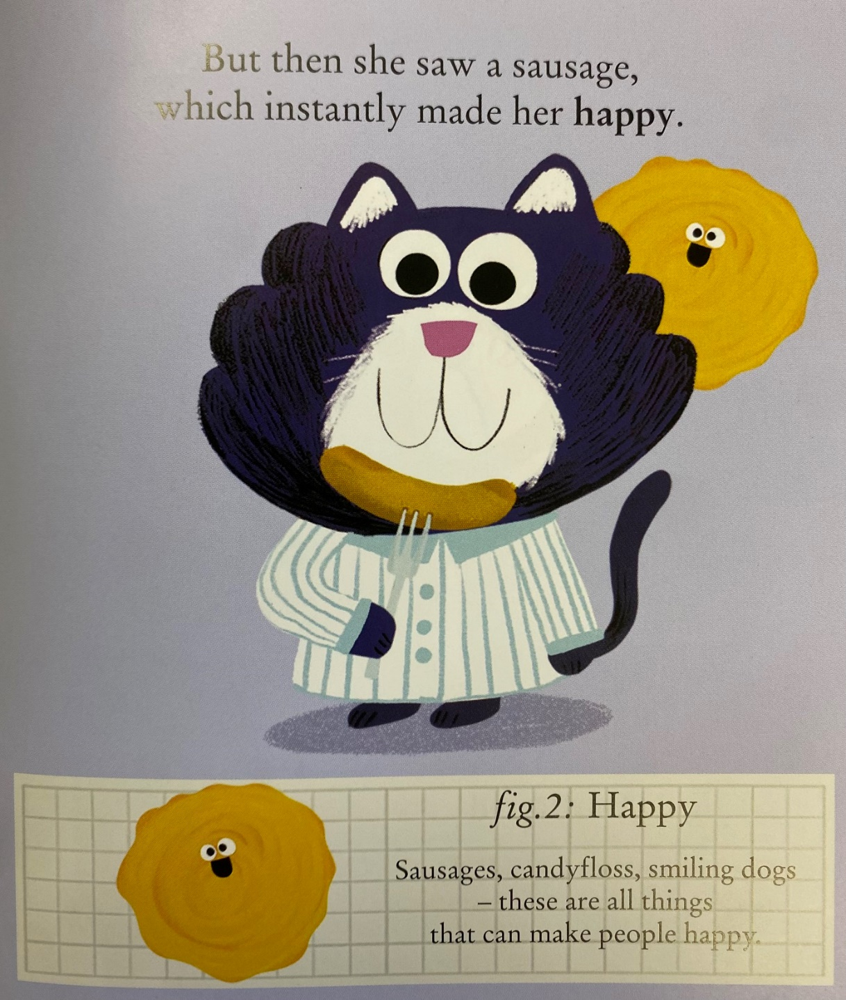 But then she saw a sausage,
which instantly made her happy.
fig.2: Happy
Sausages, candyfloss, smiling dogs
– these are all things
that can make people happy.